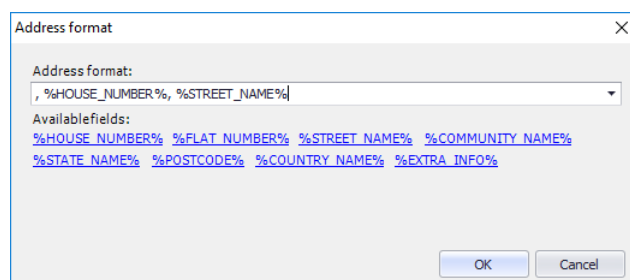 Address format
Address format:
, %HOUSE_NUMBER%, %STREET_NAME%
Availablefields:
%HOUSE_NUMBER% %FLAT_NUMBER% %STREET_NAME% %COMMUNITY_NAME%
%STATE_NAME% %POSTCODE% %COUNTRY_NAME% %EXTRA_INFO%
OK Cancel